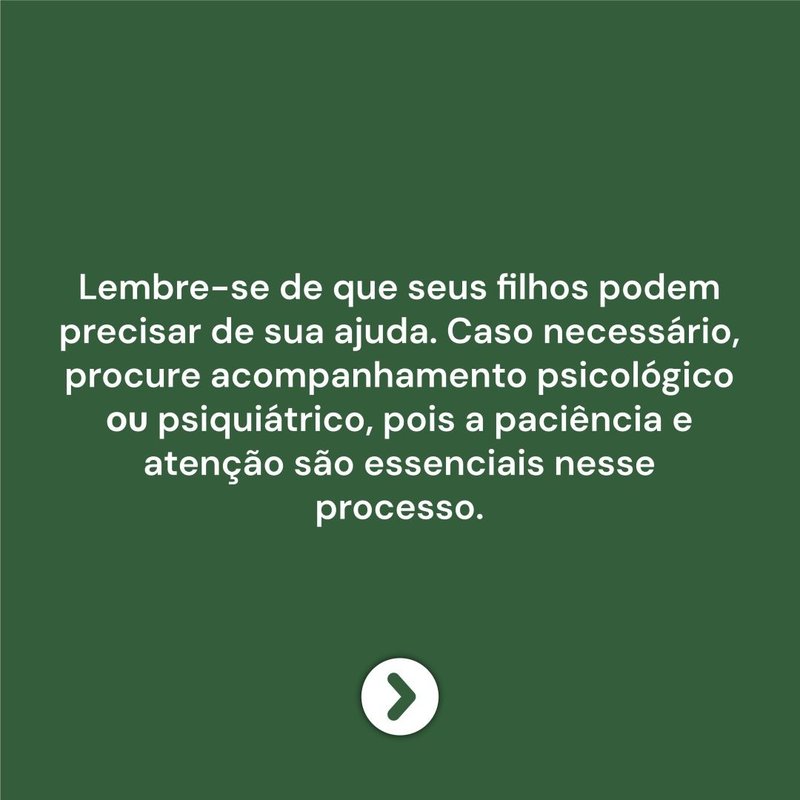 Lembre-se de que seus filhos podem
precisar de sua ajuda. Caso necessário,
procure acompanhamento psicológico
ou psiquiátrico, pois a paciência e
atenção são essenciais nesse
processo.